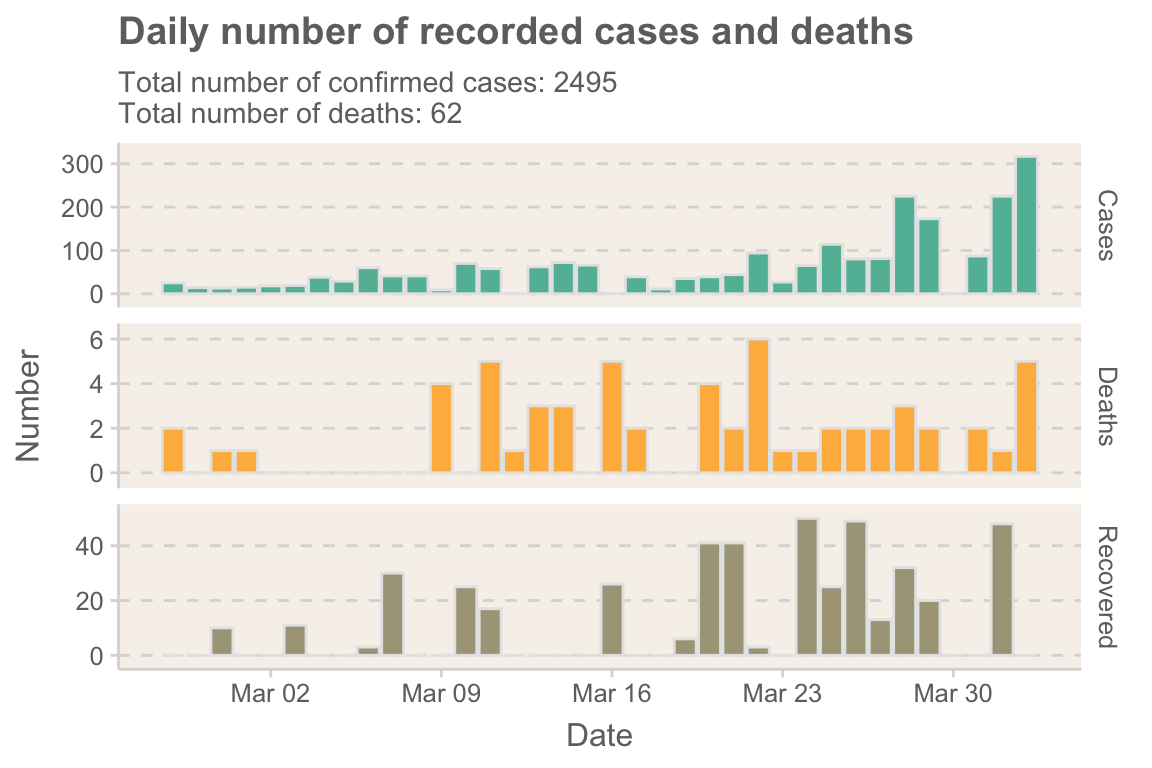 Daily number of recorded cases and deaths
Total number of confirmed cases: 2495
Total number of deaths: 62
300
200
100
0
Cases
6
4
2
0
Deaths
40
20
0
Recovered
Number
Mar 02
Mar 09
Mar 16
Mar 23
Mar 30
Date